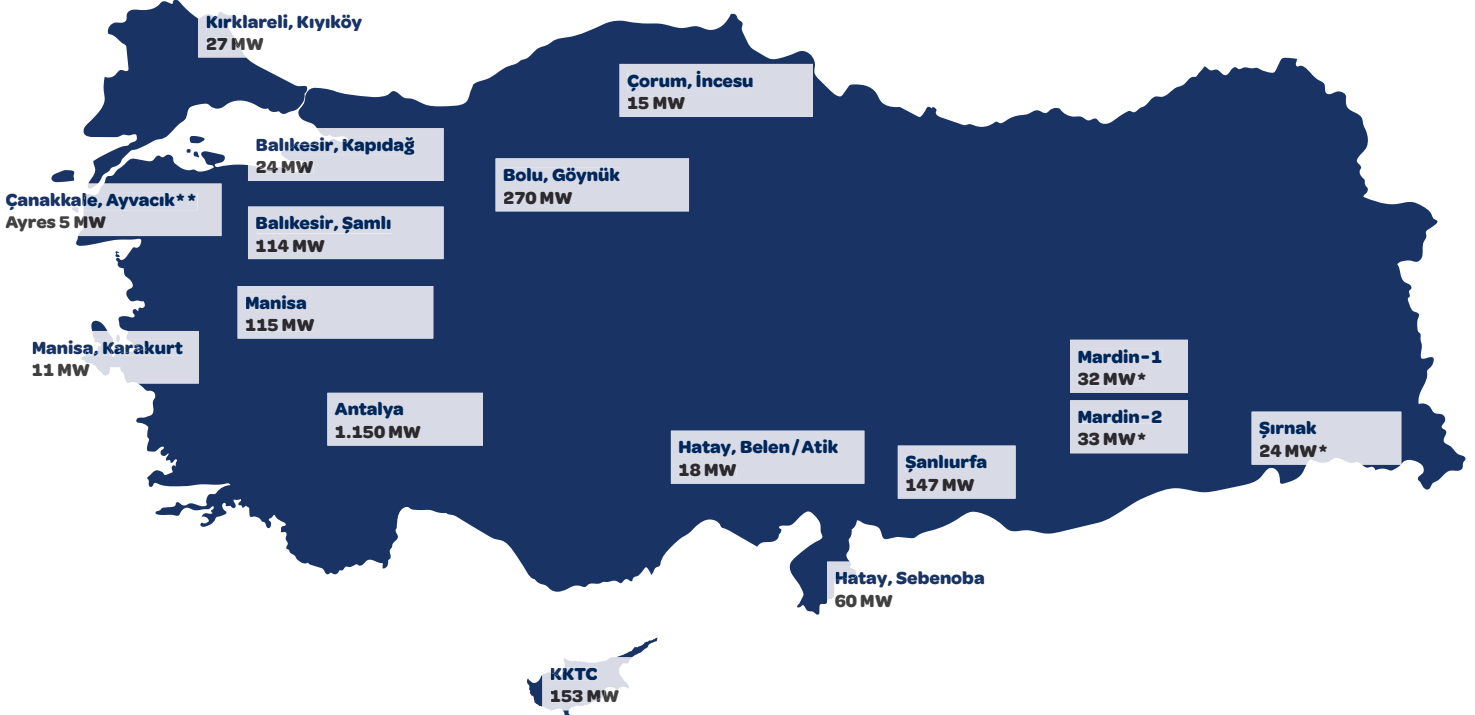 Kırklareli, Kıyıköy
27 MW
Çorum, İncesu
15 MW
Balıkesir, Kapıdağ
24 MW
Bolu, Göynük
270 MW
Çanakkale, Ayvacık**
Ayres 5 MW
Balıkesir, Şamlı
114 MW
Manisa
115 MW
Manisa, Karakurt
11 MW
Mardin-1
32 MW*
Antalya
1.150 MW
Mardin-2
33 MW*
Şırnak
24 MW*
Hatay, Belen/Atik
18 MW
Şanlıurfa
147 MW
Hatay, Sebenoba
60 MW
KKTC
153 MW